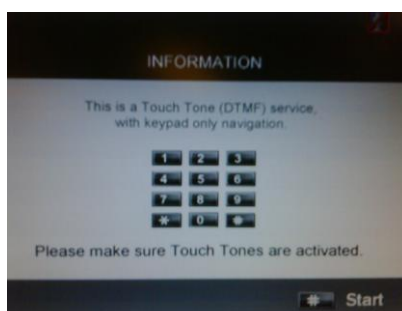 INFORMATION
This is a Touch Tone (DTMF) service,
with keypad only navigation.
1 2 3
4 5 6
7 8 9
* 0
Please make sure Touch Tones are activated.
# Start